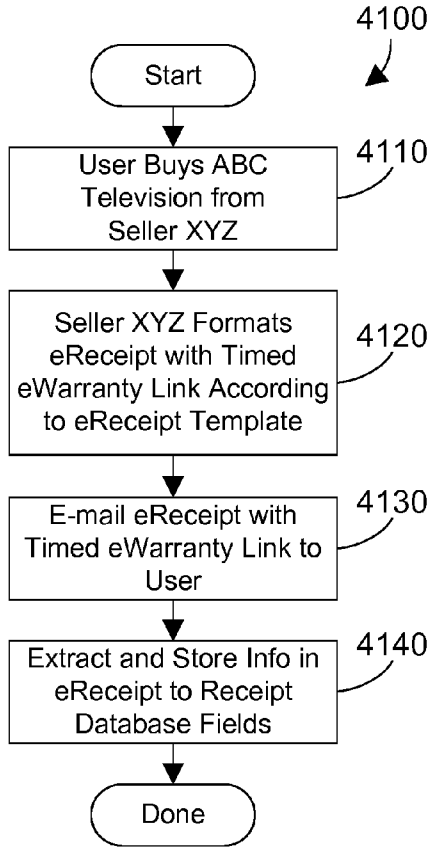 4100
Start
User Buys ABC
Television from
Seller XYZ
4110
Seller XYZ Formats
eReceipt with Timed
eWarranty Link According
to eReceipt Template
4120
E-mail eReceipt with
Timed eWarranty Link to
User
4130
Extract and Store Info in
eReceipt to Receipt
Database Fields
4140
Done